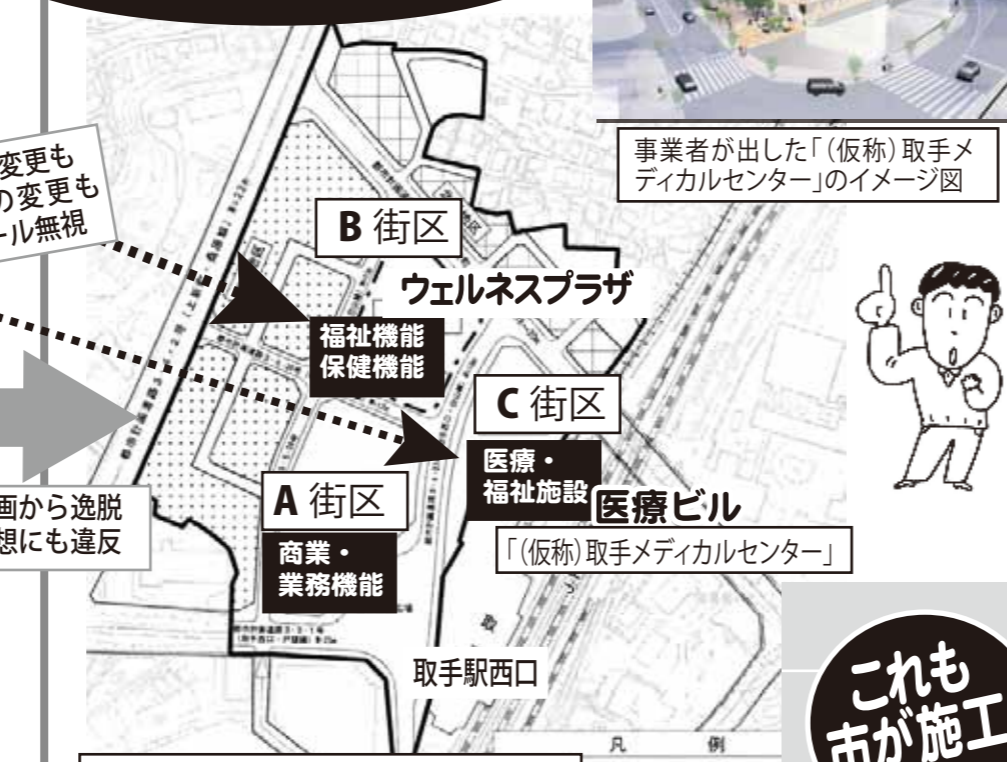 事業者が出した「(仮称)取手メ
ディカルセンター」のイメージ図
変更も
の変更も
ール無視
B 街区
ウェルネスプラザ
福祉機能
保健機能
C 街区
医療・
福祉施設
医療ビル
「(仮称)取手メディカルセンター」
画から逸脱
想にも違反
A 街区
商業・
業務機能
取手駅西口
凡 例
これも
市が施工